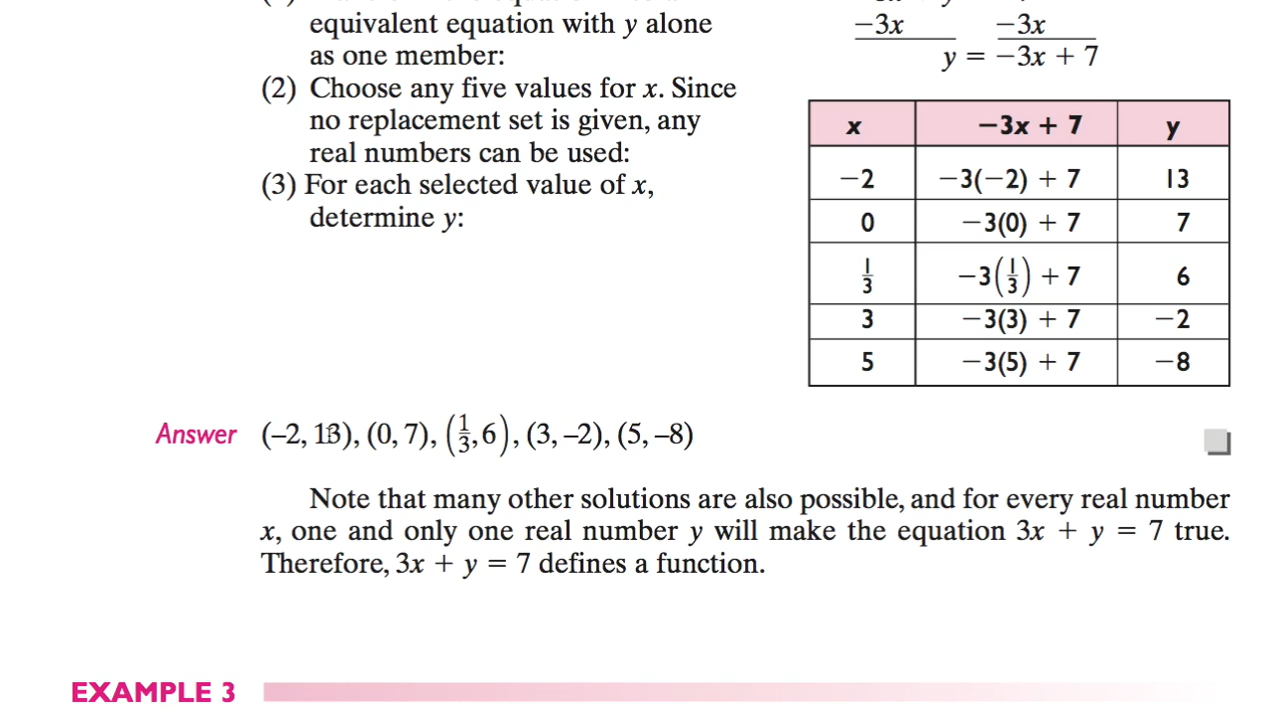 equivalent equation with y alone
as one member:
(2) Choose any five values for x. Since
no replacement set is given, any
real numbers can be used:
(3) For each selected value of x,
determine y:
−3x −3x
y = −3x + 7
x −3x + 7 y
−2 −3(−2) + 7 13
0 −3(0) + 7 7
1/3 −3(1/3) + 7 6
3 −3(3) + 7 −2
5 −3(5) + 7 −8
Answer (–2, 13), (0, 7), (1/3, 6), (3, –2), (5, –8)
Note that many other solutions are also possible, and for every real number
x, one and only one real number y will make the equation 3x + y = 7 true.
Therefore, 3x + y = 7 defines a function.
EXAMPLE 3